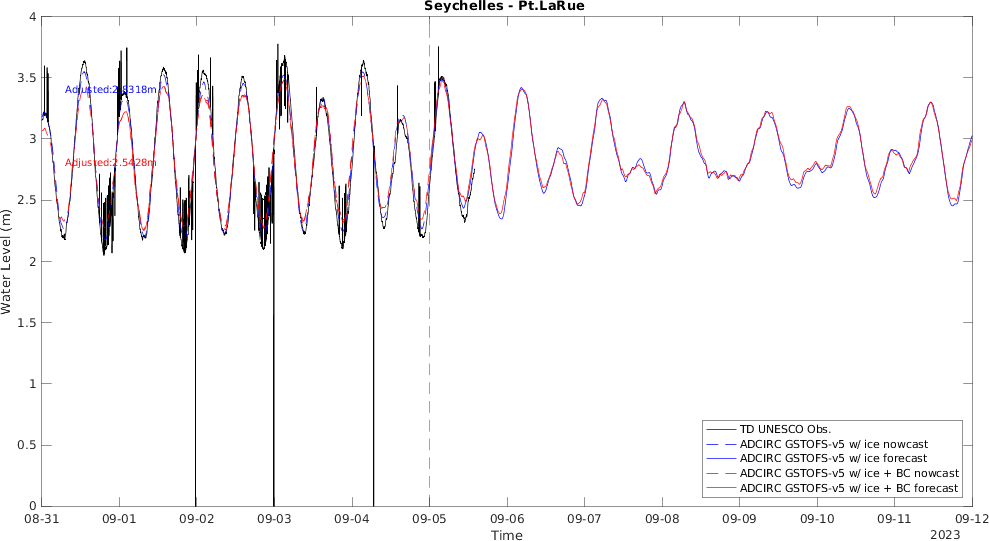 Seychelles - Pt.LaRue
4
3.5
3
2.5
2
1.5
1
0.5
0
Water Level (m)
Adjusted:2.8318m
Adjusted:2.5428m
TD UNESCO Obs.
ADCIRC GSTOFS-v5 w/ ice nowcast
ADCIRC GSTOFS-v5 w/ ice forecast
ADCIRC GSTOFS-v5 w/ ice + BC nowcast
ADCIRC GSTOFS-v5 w/ ice + BC forecast
08-31 09-01 09-02 09-03 09-04 09-05 09-06 09-07 09-08 09-09 09-10 09-11 09-12
Time
2023